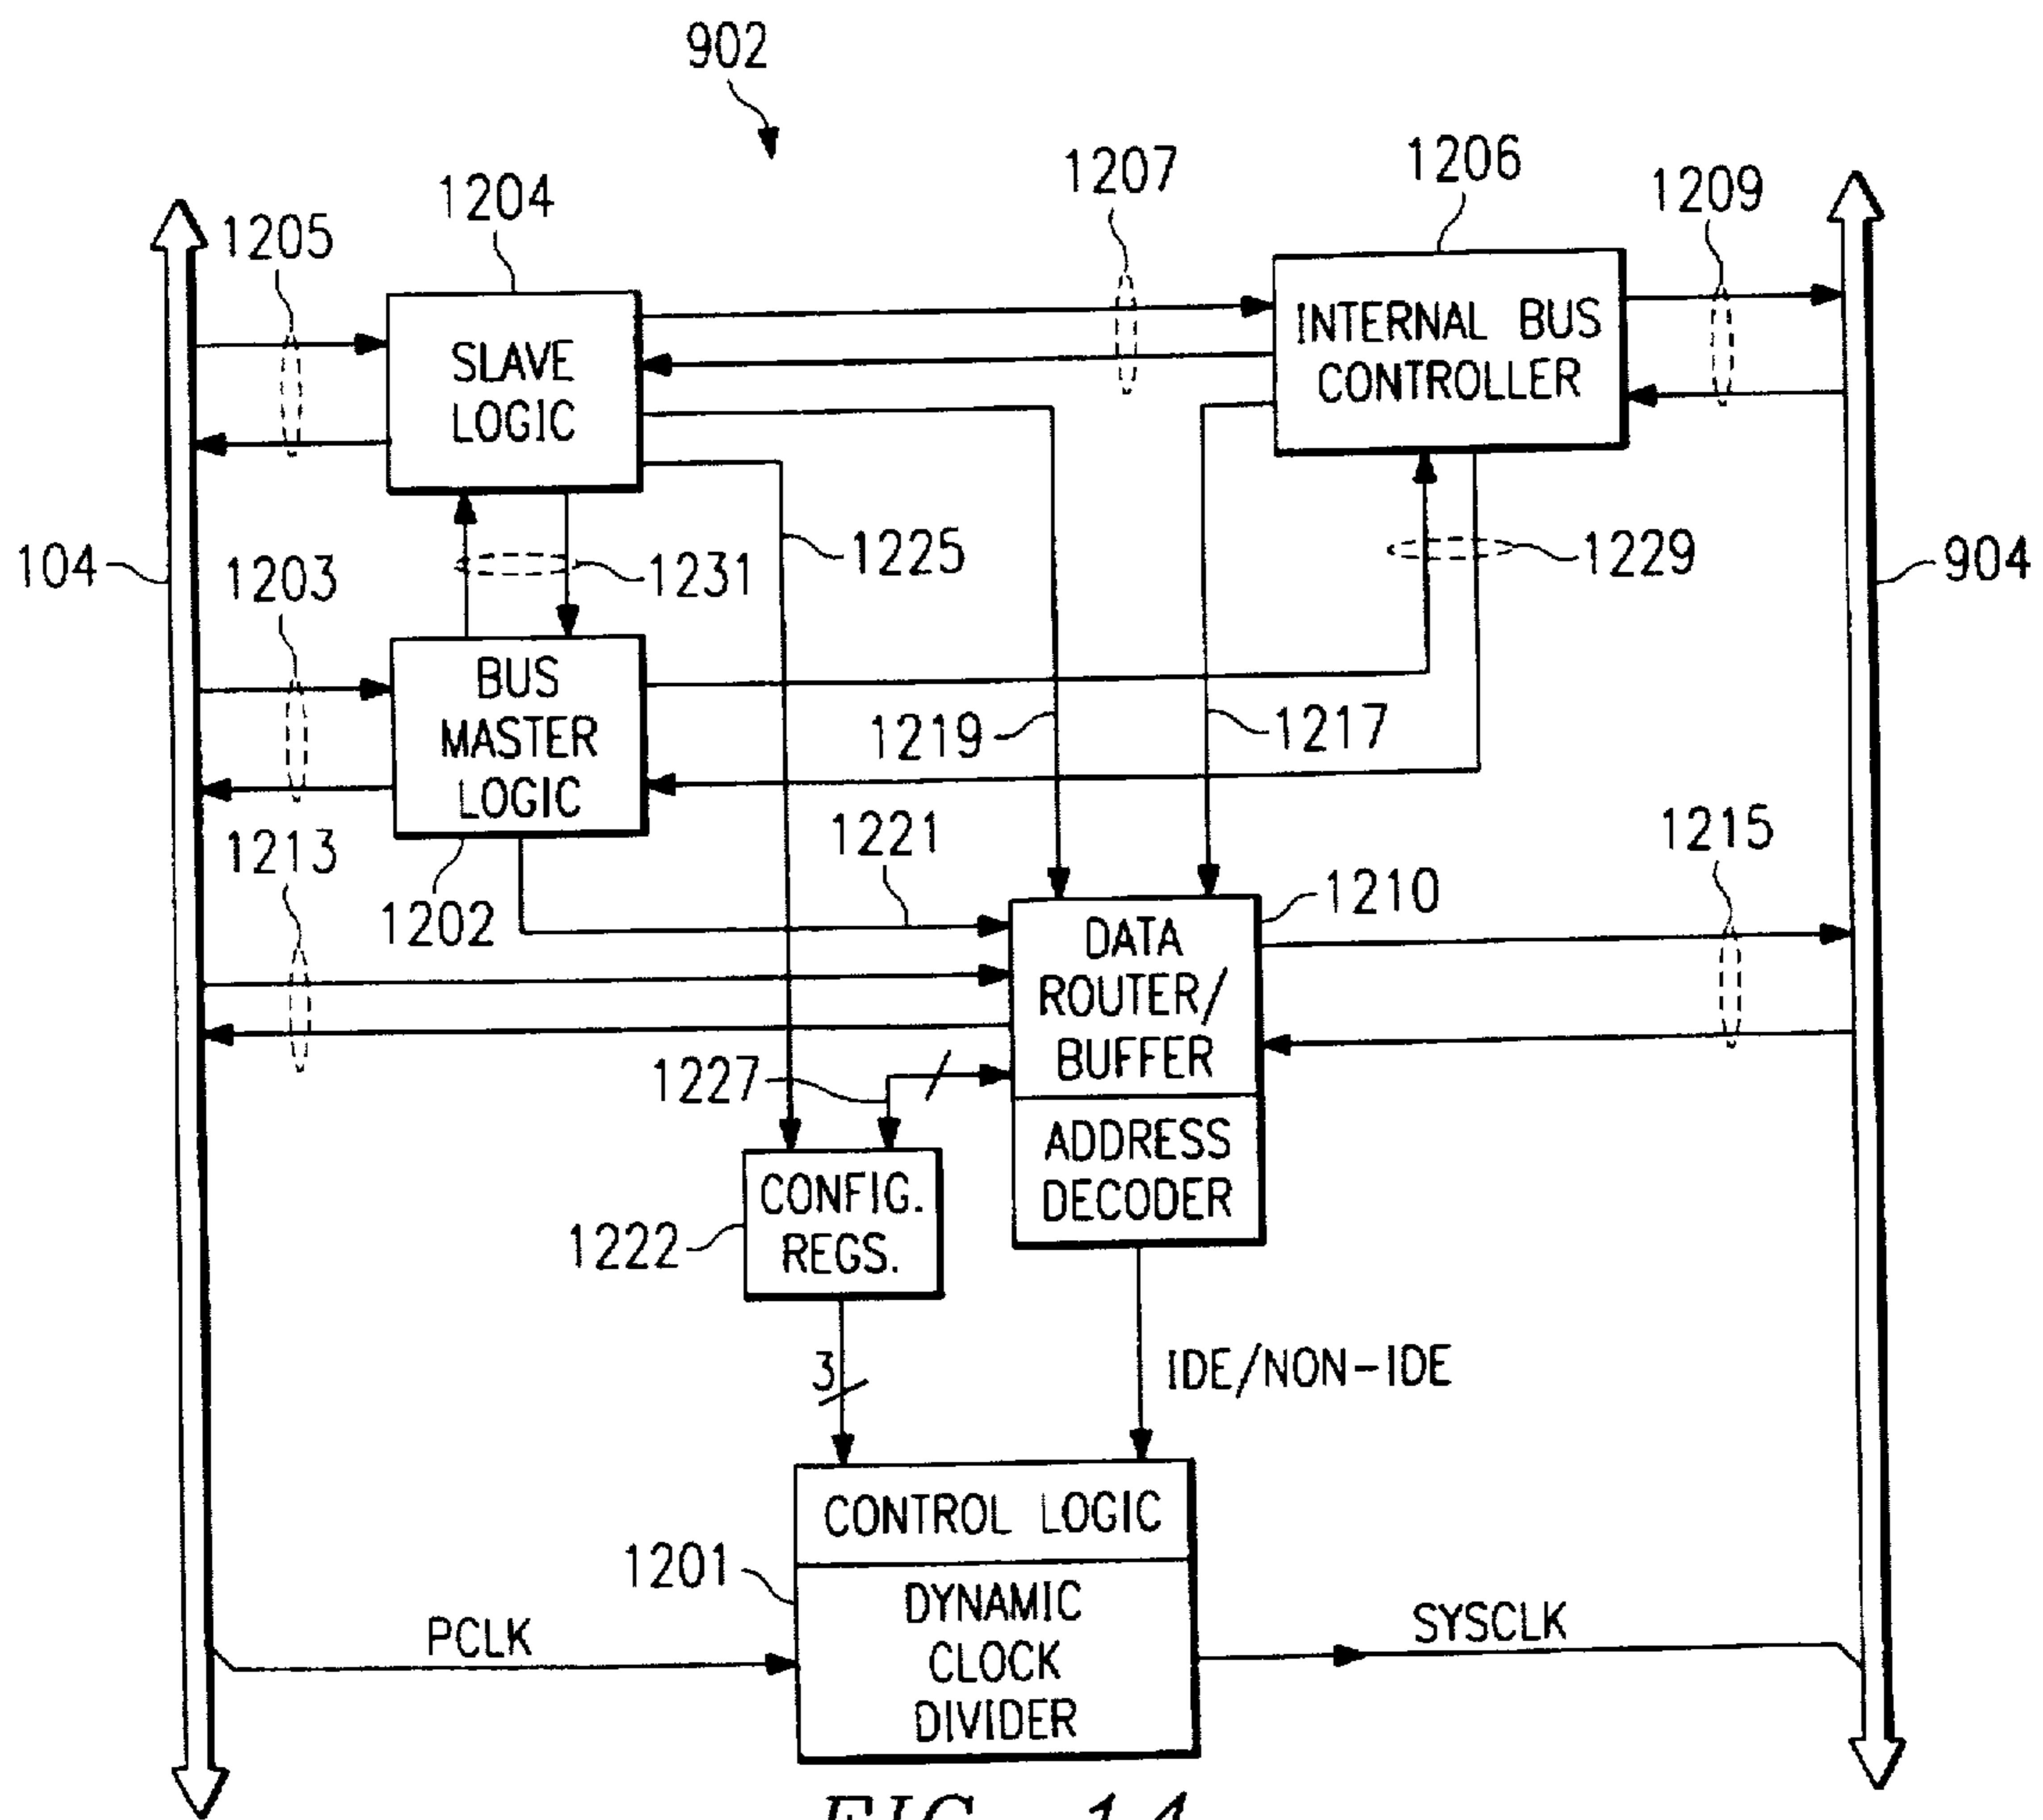 902
1204
1207
1206
1209
1205
SLAVE
LOGIC
INTERNAL BUS
CONTROLLER
104
1203
1231
1225
1229
904
BUS
MASTER
LOGIC
1219
1217
1213
1202
1221
1210
1215
DATA
ROUTER/
BUFFER
1227
ADDRESS
DECODER
CONFIG.
REGS.
1222
3
IDE/NON-IDE
CONTROL LOGIC
1201
DYNAMIC
CLOCK
DIVIDER
PCLK
SYSCLK
FIG. 14